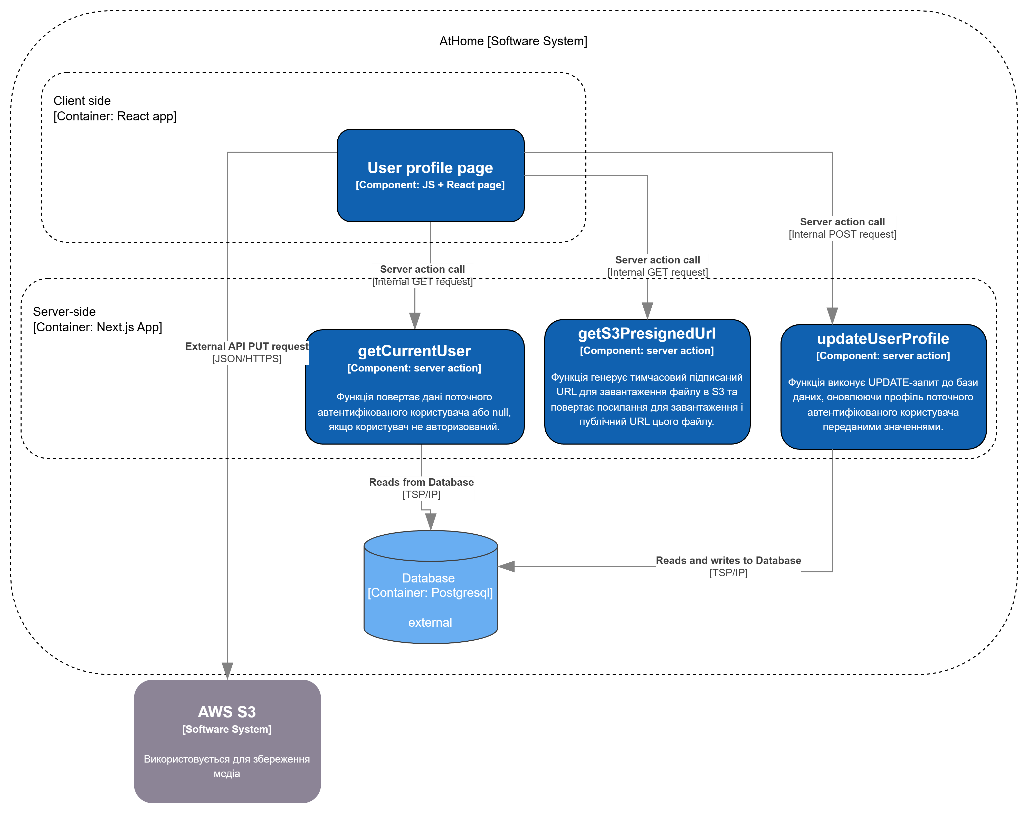 AtHome [Software System]
Client side
[Container: React app]
User profile page
[Component: JS + React page]
Server action call
[Internal POST request]
Server action call
[Internal GET request]
Server action call
[Internal GET request]
Server-side
[Container: Next.js App]
External API PUT request
[JSON/HTTPS]
getCurrentUser
[Component: server action]
Функція повертає дані поточного
автентифікованого користувача або null,
якщо користувач не авторизований.
getS3PresignedUrl
[Component: server action]
Функція генерує тимчасовий підписаний
URL для завантаження файлу в S3 та
повертає посилання для завантаження і
публічний URL цього файлу.
updateUserProfile
[Component: server action]
Функція виконує UPDATE-запит до бази
даних, оновлюючи профіль поточного
автентифікованого користувача
переданими значеннями.
Reads from Database
[TSP/IP]
Reads and writes to Database
[TSP/IP]
Database
[Container: Postgresql]
external
AWS S3
[Software System]
Використовується для збереження
медіа